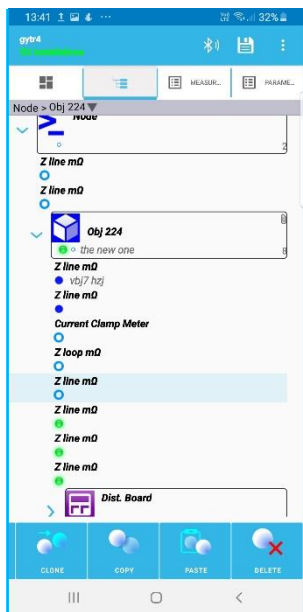 13:41 32%
gytr4
MEASUR... PARAME...
Node > Obj 224
Node
2
Z line mΩ
Z line mΩ
Obj 224
the new one
8
Z line mΩ
vbj7 hzj
Z line mΩ
Current Clamp Meter
Z loop mΩ
Z line mΩ
Z line mΩ
Z line mΩ
Z line mΩ
Dist. Board
CLONE COPY PASTE DELETE